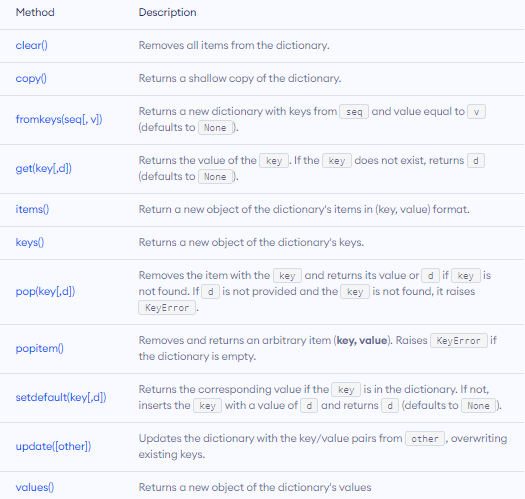 Method Description
clear() Removes all items from the dictionary.
copy() Returns a shallow copy of the dictionary.
Returns a new dictionary with keys from seq and value equal to v
fromkeys(seq[, v])
(defaults to None ).
Returns the value of the key . If the key does not exist, returns d
get(key[,d])
(defaults to None ).
items() Return a new object of the dictionary's items in (key, value) format.
keys() Returns a new object of the dictionary's keys.
Removes the item with the key and returns its value or d if key is
pop(key[,d]) not found. If d is not provided and the key is not found, it raises
KeyError .
popitem() Removes and returns an arbitrary item (key, value). Raises KeyError if
the dictionary is empty.
setdefault(key[,d]) Returns the corresponding value if the key is in the dictionary. If not,
inserts the key with a value of d and returns d (defaults to None ).
update([other]) Updates the dictionary with the key/value pairs from other , overwriting
existing keys.
values() Returns a new object of the dictionary's values